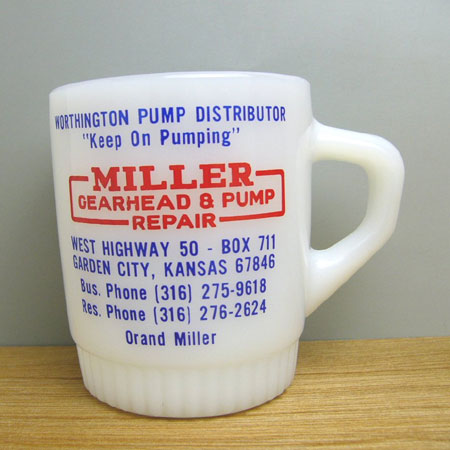 WORTHINGTON PUMP DISTRIBUTOR
"Keep On Pumping"
MILLER
GEARHEAD & PUMP
REPAIR
WEST HIGHWAY 50 - BOX 711
GARDEN CITY, KANSAS 67846
Bus. Phone (316) 275-9618
Res. Phone (316) 276-2624
Orand Miller